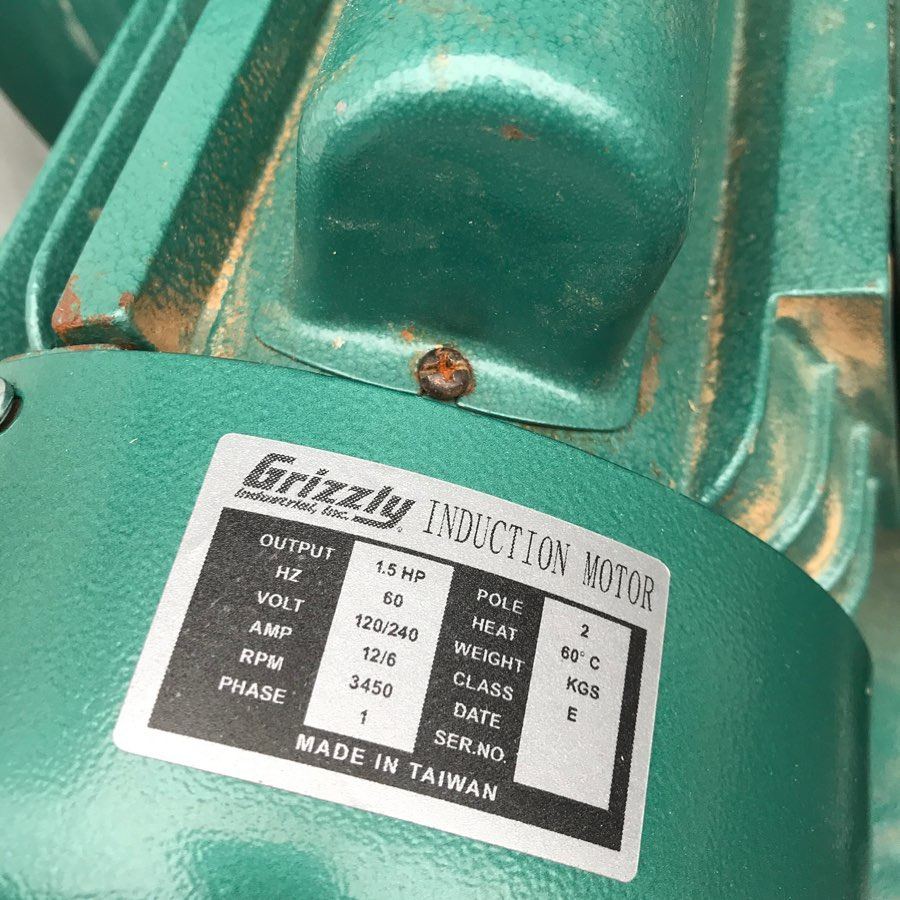 Grizzly
Industrial, Inc.®
INDUCTION MOTOR
OUTPUT 1.5 HP
HZ 60
VOLT 120/240
AMP 12/6
RPM 3450
PHASE 1
POLE 2
HEAT 60° C
WEIGHT KGS
CLASS E
DATE
SER.NO.
MADE IN TAIWAN